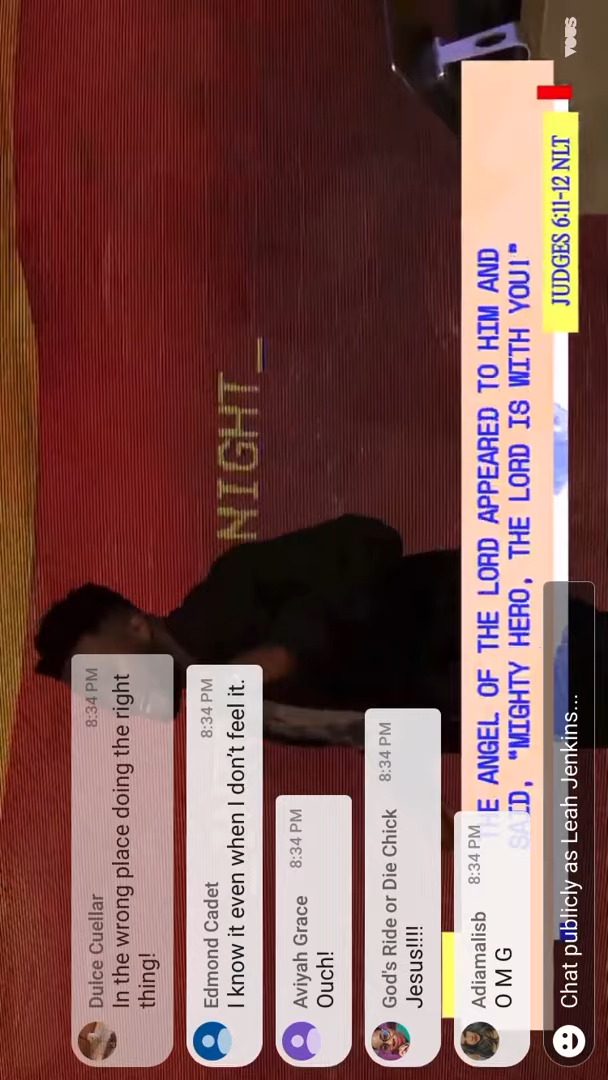 VOUS
NIGHT_
Dulce Cuellar 8:34 PM
In the wrong place doing the right
thing!
Edmond Cadet 8:34 PM
I know it even when I don't feel it.
Aviyah Grace 8:34 PM
Ouch!
God's Ride or Die Chick 8:34 PM
Jesus!!!!
Adiamalisb 8:34 PM
O M G
THE ANGEL OF THE LORD APPEARED TO HIM AND
SAID, "MIGHTY HERO, THE LORD IS WITH YOU!"
JUDGES 6:11-12 NLT
Chat publicly as Leah Jenkins...